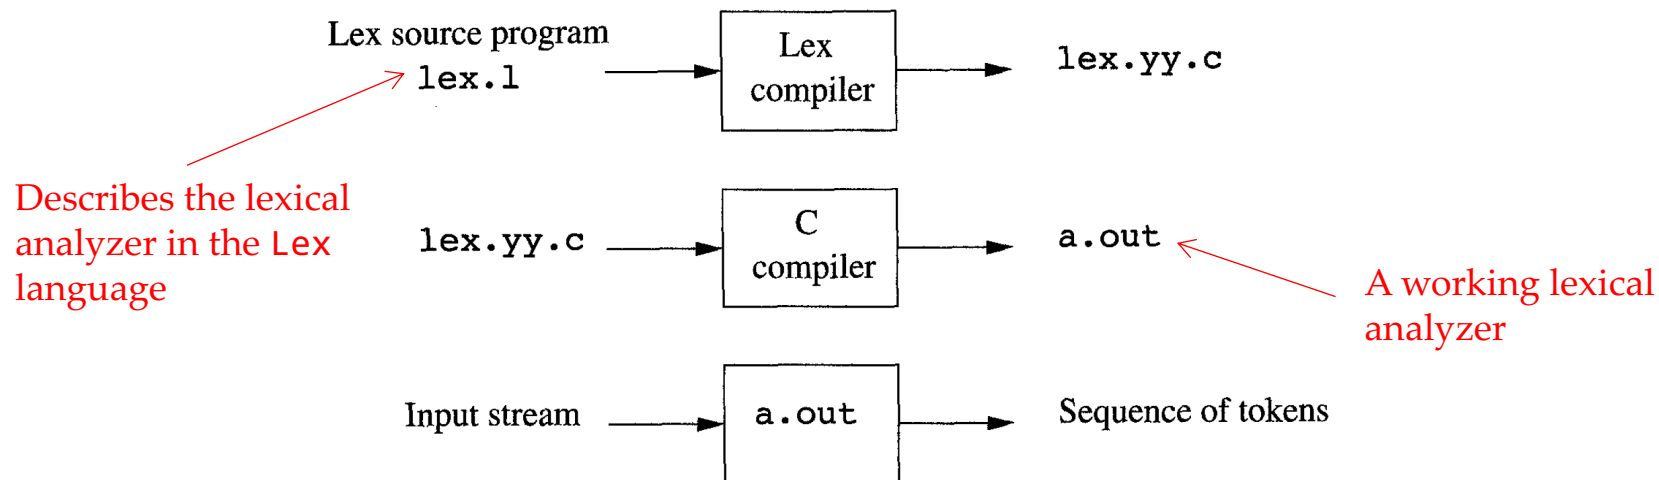 Lex source program
lex.l
Lex
compiler
lex.yy.c
Describes the lexical
analyzer in the Lex
language
lex.yy.c
C
compiler
a.out
A working lexical
analyzer
Input stream
a.out
Sequence of tokens